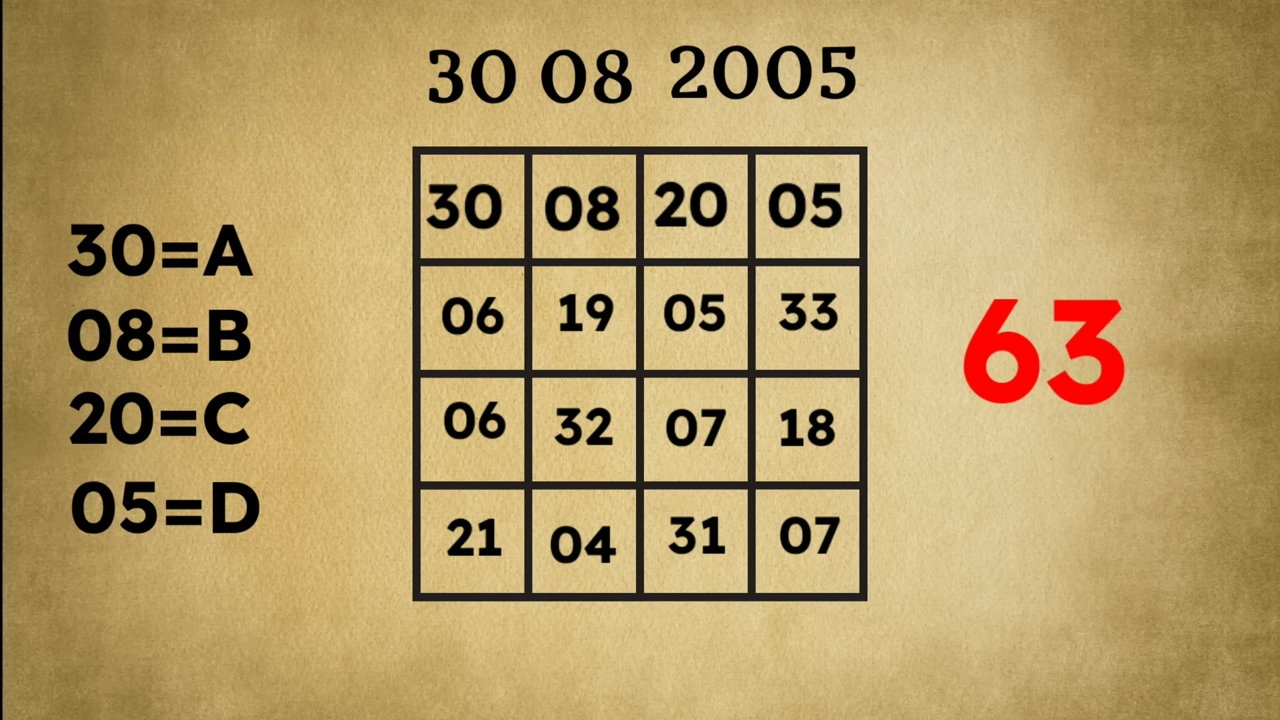 30 08 2005
30=A
08=B
20=C
05=D
30 08 20 05
06 19 05 33
06 32 07 18
21 04 31 07
63